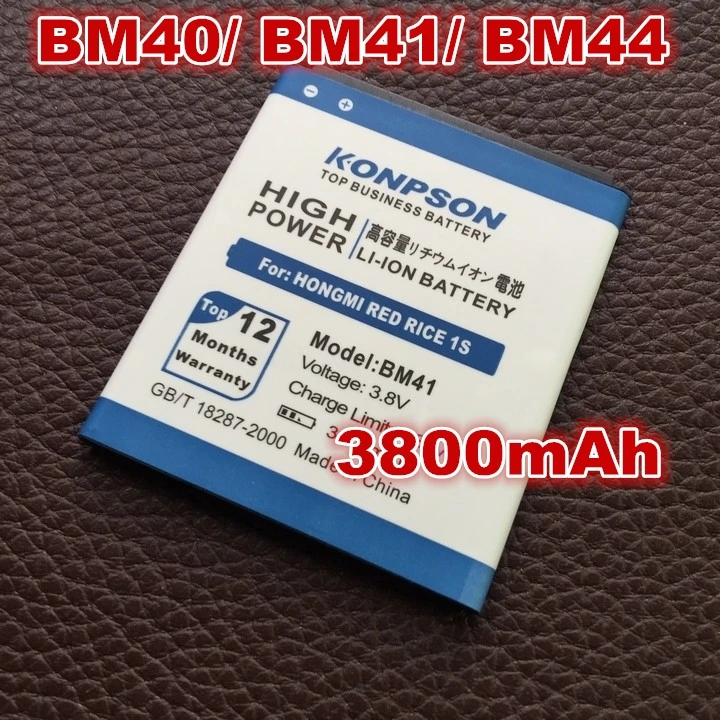 BM40/ BM41/ BM44
KONPSON
TOP BUSINESS BATTERY
HIGH POWER
高容量リチウムイオン電池
LI-ION BATTERY
For: HONGMI RED RICE 1S
Top 12
Months
Warranty
Model:BM41
Voltage: 3.8V
Charge Limit
GB/T 18287-2000
3800mAh
Made China